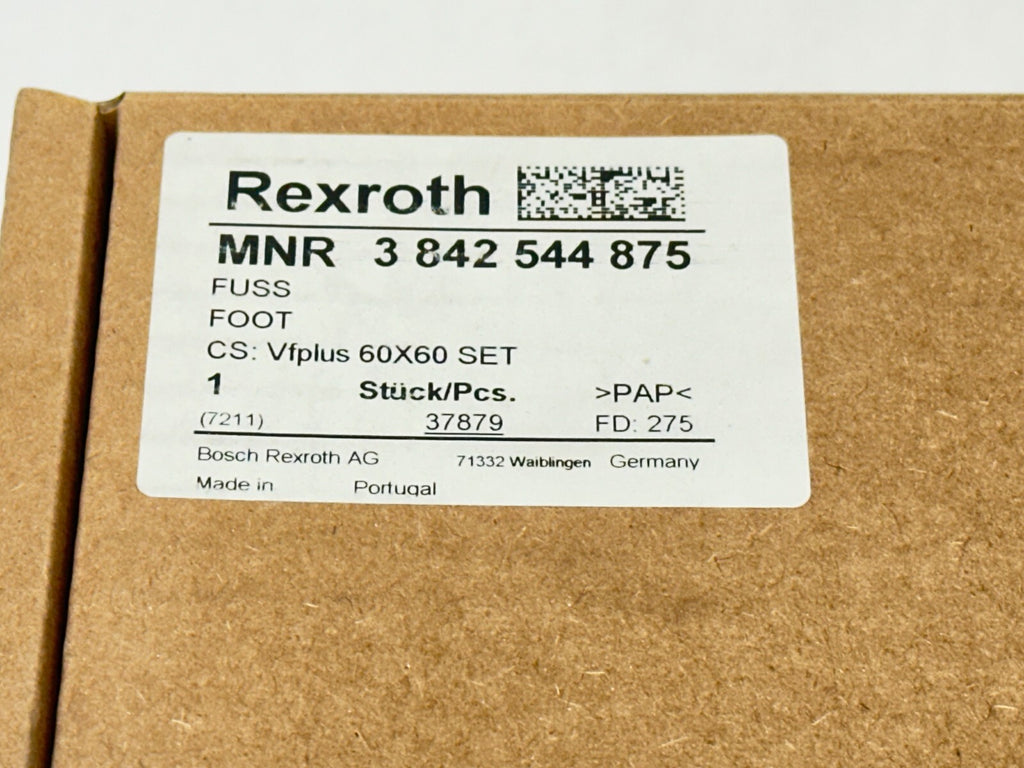 Rexroth
MNR 3 842 544 875
FUSS
FOOT
CS: Vfplus 60X60 SET
1 Stück/Pcs. >PAP<
(7211) 37879 FD: 275
Bosch Rexroth AG 71332 Waiblingen Germany
Made in Portugal